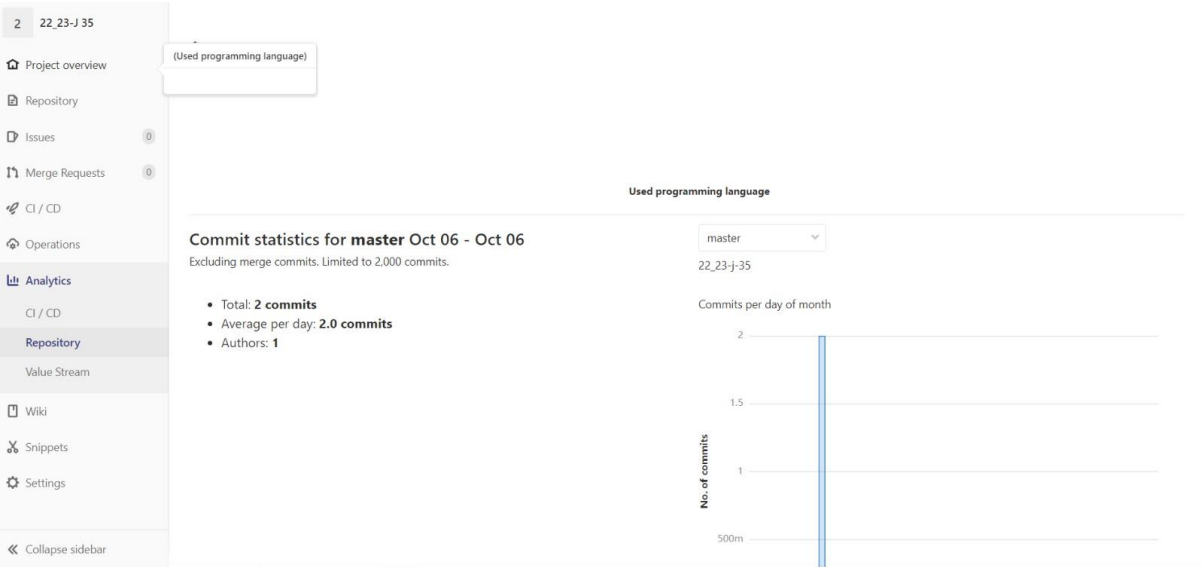 2 22_23-J 35
Project overview
Repository
Issues 0
Merge Requests 0
CI / CD
Operations
Analytics
CI / CD
Repository
Value Stream
Wiki
Snippets
Settings
Collapse sidebar
(Used programming language)
Used programming language
Commit statistics for master Oct 06 - Oct 06
Excluding merge commits. Limited to 2,000 commits.
• Total: 2 commits
• Average per day: 2.0 commits
• Authors: 1
master
22_23-j-35
Commits per day of month
2
1.5
1
500m
No. of commits